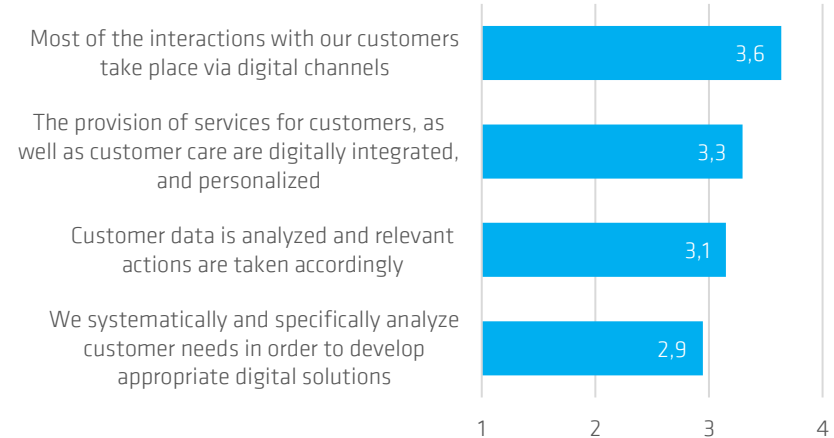 Most of the interactions with our customers
take place via digital channels
3,6
The provision of services for customers, as
well as customer care are digitally integrated,
and personalized
3,3
Customer data is analyzed and relevant
actions are taken accordingly
3,1
We systematically and specifically analyze
customer needs in order to develop
appropriate digital solutions
2,9
1 2 3 4